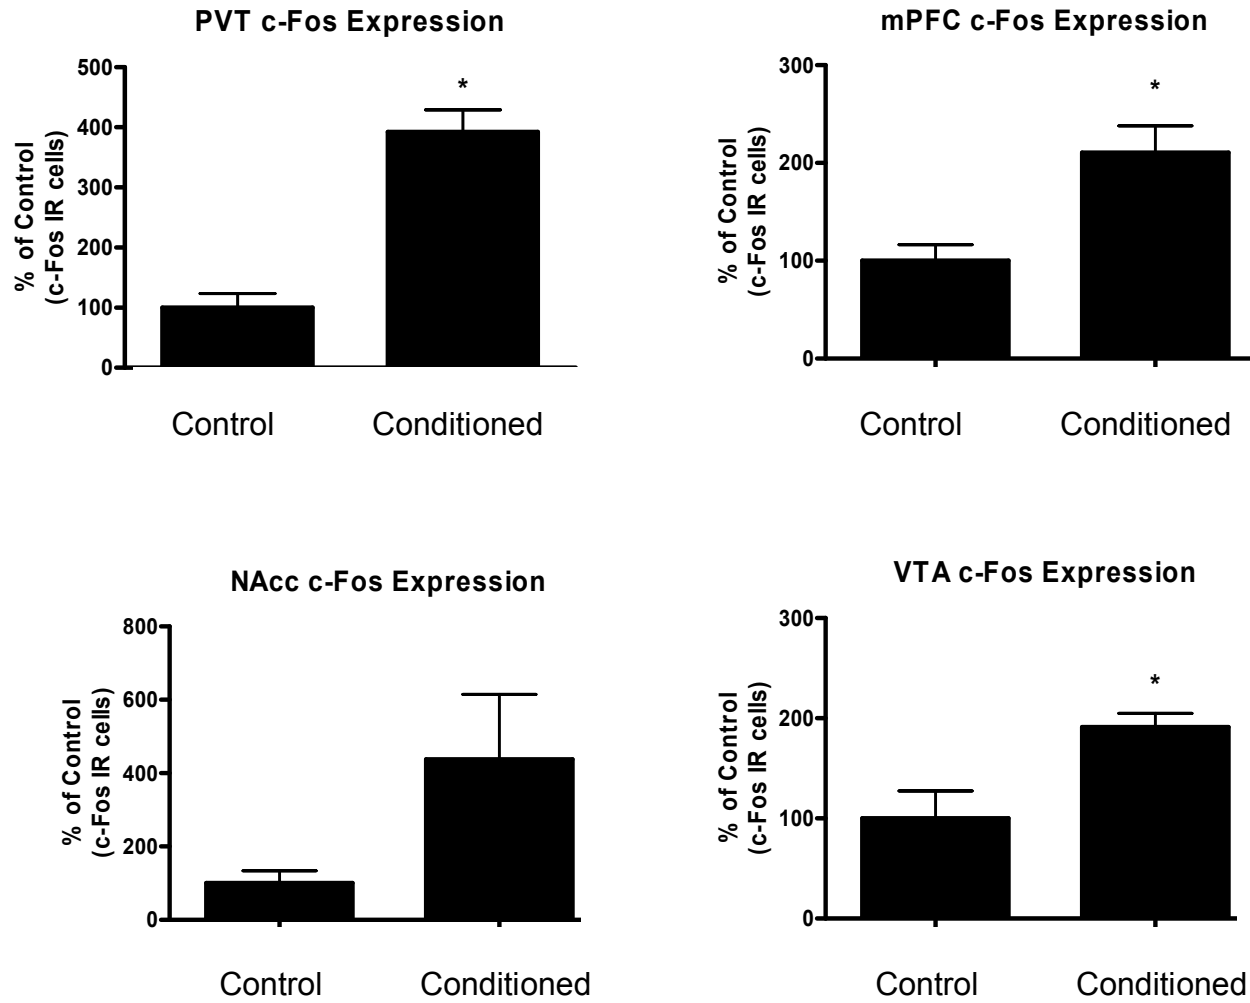 PVT c-Fos Expression
% of Control
(c-Fos IR cells)
500
400
300
200
100
0
*
Control
Conditioned
mPFC c-Fos Expression
% of Control
(c-Fos IR cells)
300
200
100
0
*
Control
Conditioned
NAcc c-Fos Expression
% of Control
(c-Fos IR cells)
800
600
400
200
0
Control
Conditioned
VTA c-Fos Expression
% of Control
(c-Fos IR cells)
300
200
100
0
*
Control
Conditioned